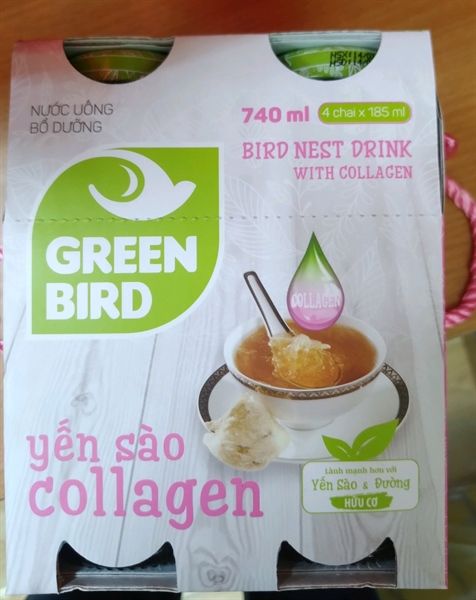 NƯỚC UỐNG
BỔ DƯỠNG
740 ml 4 chai x 185 ml
BIRD NEST DRINK
WITH COLLAGEN
GREEN
BIRD
COLLAGEN
yến sào
collagen
Lành mạnh hơn với
Yến Sào & Đường
HỮU CƠ